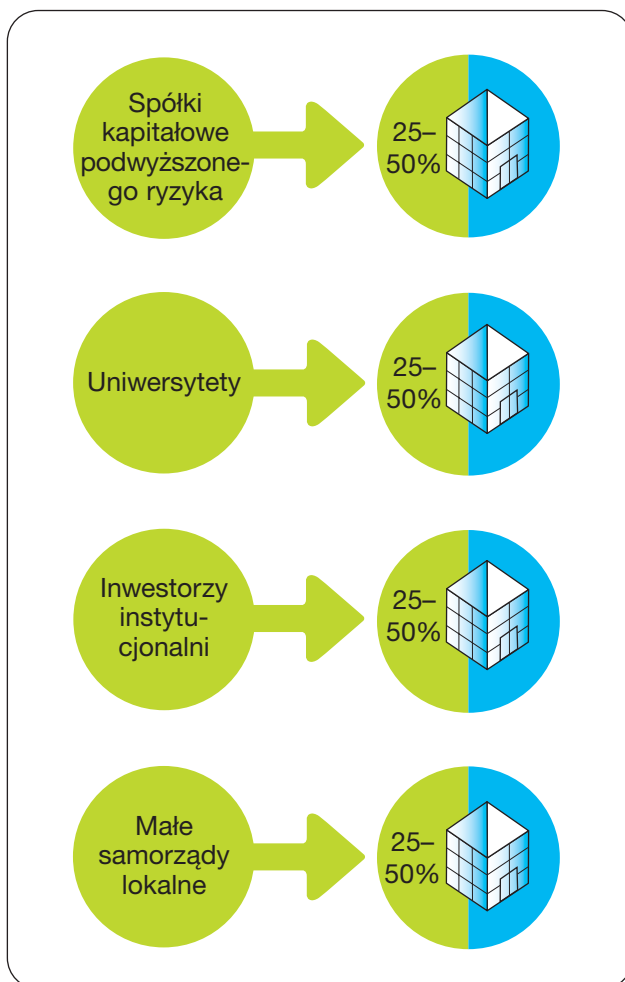 Spółki
kapitałowe
podwyższone-
go ryzyka
25–
50%
Uniwersytety
25–
50%
Inwestorzy
instytu-
cjonalni
25–
50%
Małe
samorządy
lokalne
25–
50%